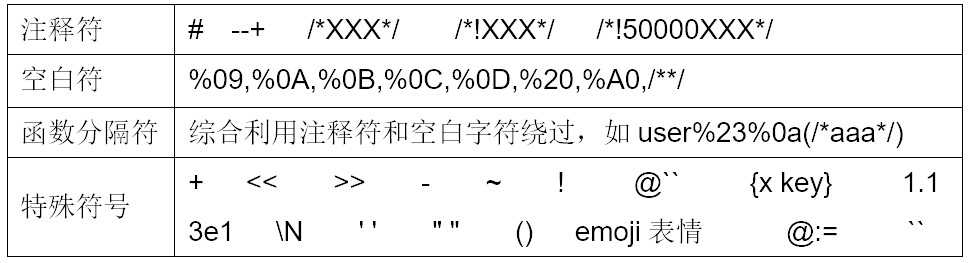 注释符 # --+ /*XXX*/ /*!XXX*/ /*!50000XXX*/
空白符 %09,%0A,%0B,%0C,%0D,%20,%A0,/**/
函数分隔符 综合利用注释符和空白字符绕过，如 user%23%0a(/*aaa*/)
特殊符号 + << >> - ~ ! @`` {x key} 1.1
3e1 \N ' ' " " () emoji 表情 @:= ``